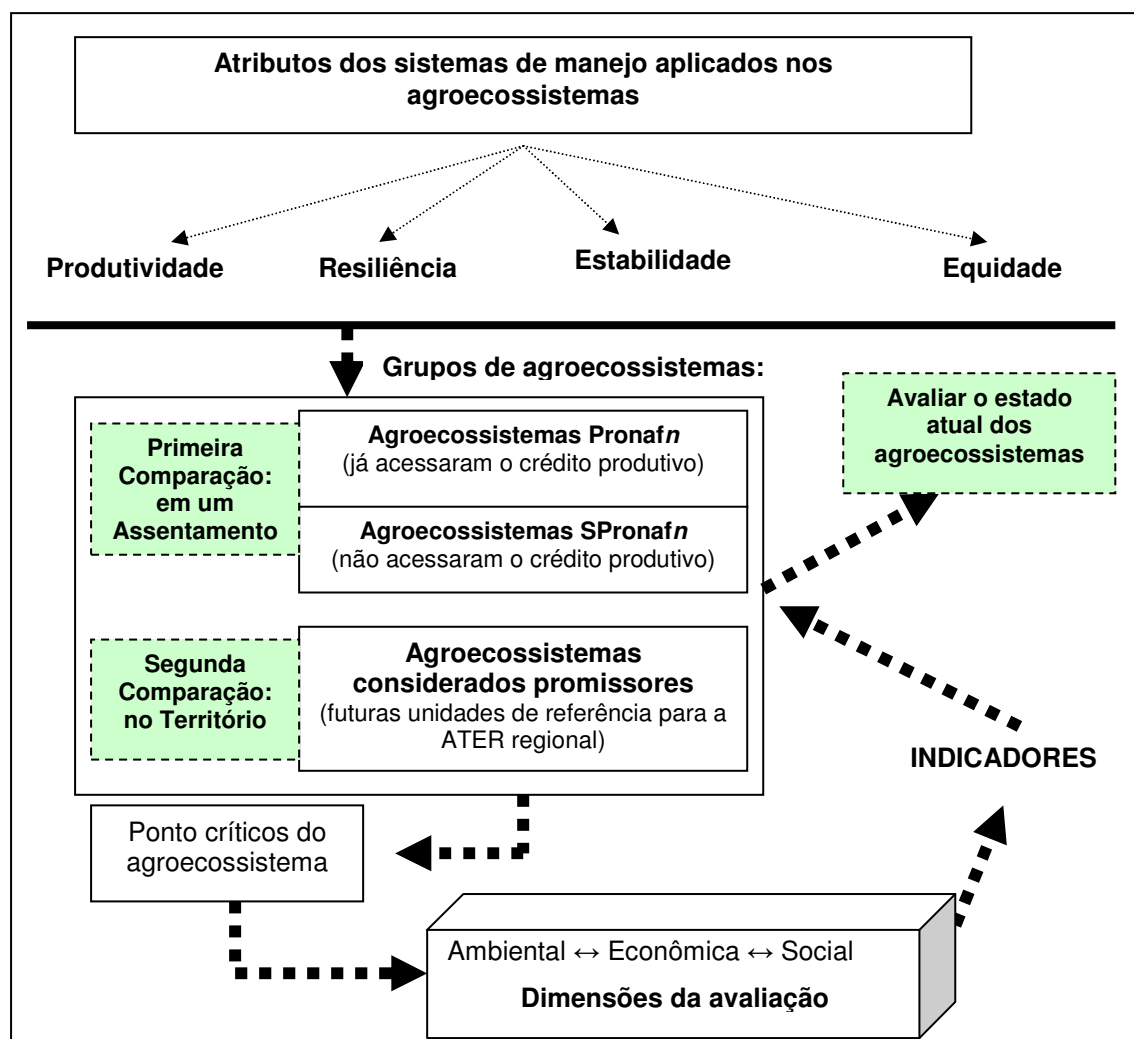 Atributos dos sistemas de manejo aplicados nos
agroecossistemas
Produtividade
Resiliência
Estabilidade
Equidade
Grupos de agroecossistemas:
Primeira
Comparação:
em um
Assentamento
Agroecossistemas Pronafn
(já acessaram o crédito produtivo)
Agroecossistemas SPronafn
(não acessaram o crédito produtivo)
Avaliar o estado
atual dos
agroecossistemas
Segunda
Comparação:
no Território
Agroecossistemas
considerados promissores
(futuras unidades de referência para a
ATER regional)
INDICADORES
Ponto críticos do
agroecossistema
Ambiental ↔ Econômica ↔ Social
Dimensões da avaliação